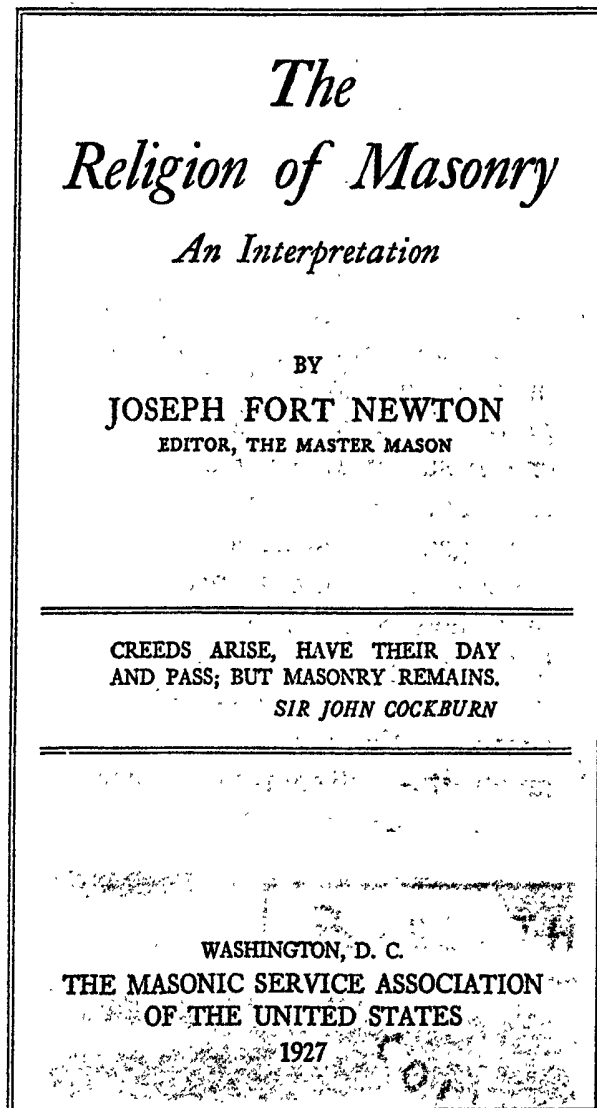 The
Religion of Masonry
An Interpretation
BY
JOSEPH FORT NEWTON
EDITOR, THE MASTER MASON
CREEDS ARISE, HAVE THEIR DAY
AND PASS; BUT MASONRY REMAINS.
SIR JOHN COCKBURN
WASHINGTON, D. C.
THE MASONIC SERVICE ASSOCIATION
OF THE UNITED STATES
1927